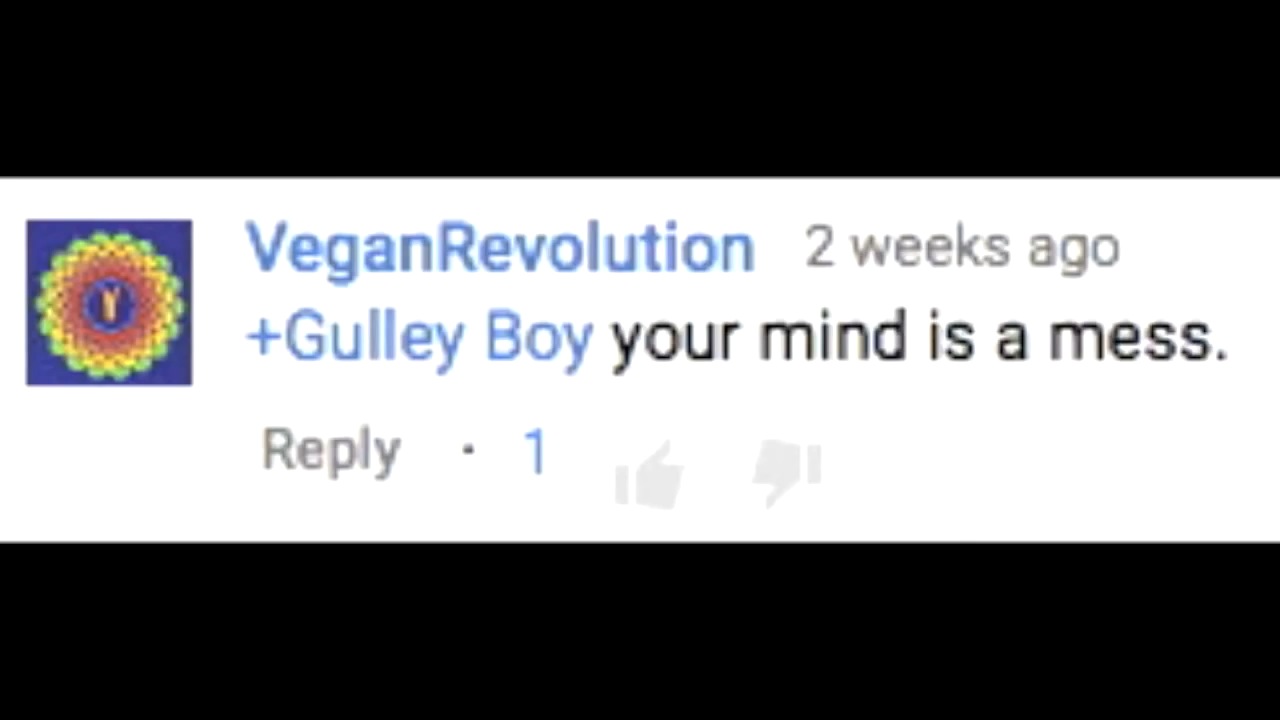 VeganRevolution 2 weeks ago
+Gulley Boy your mind is a mess.
Reply · 1